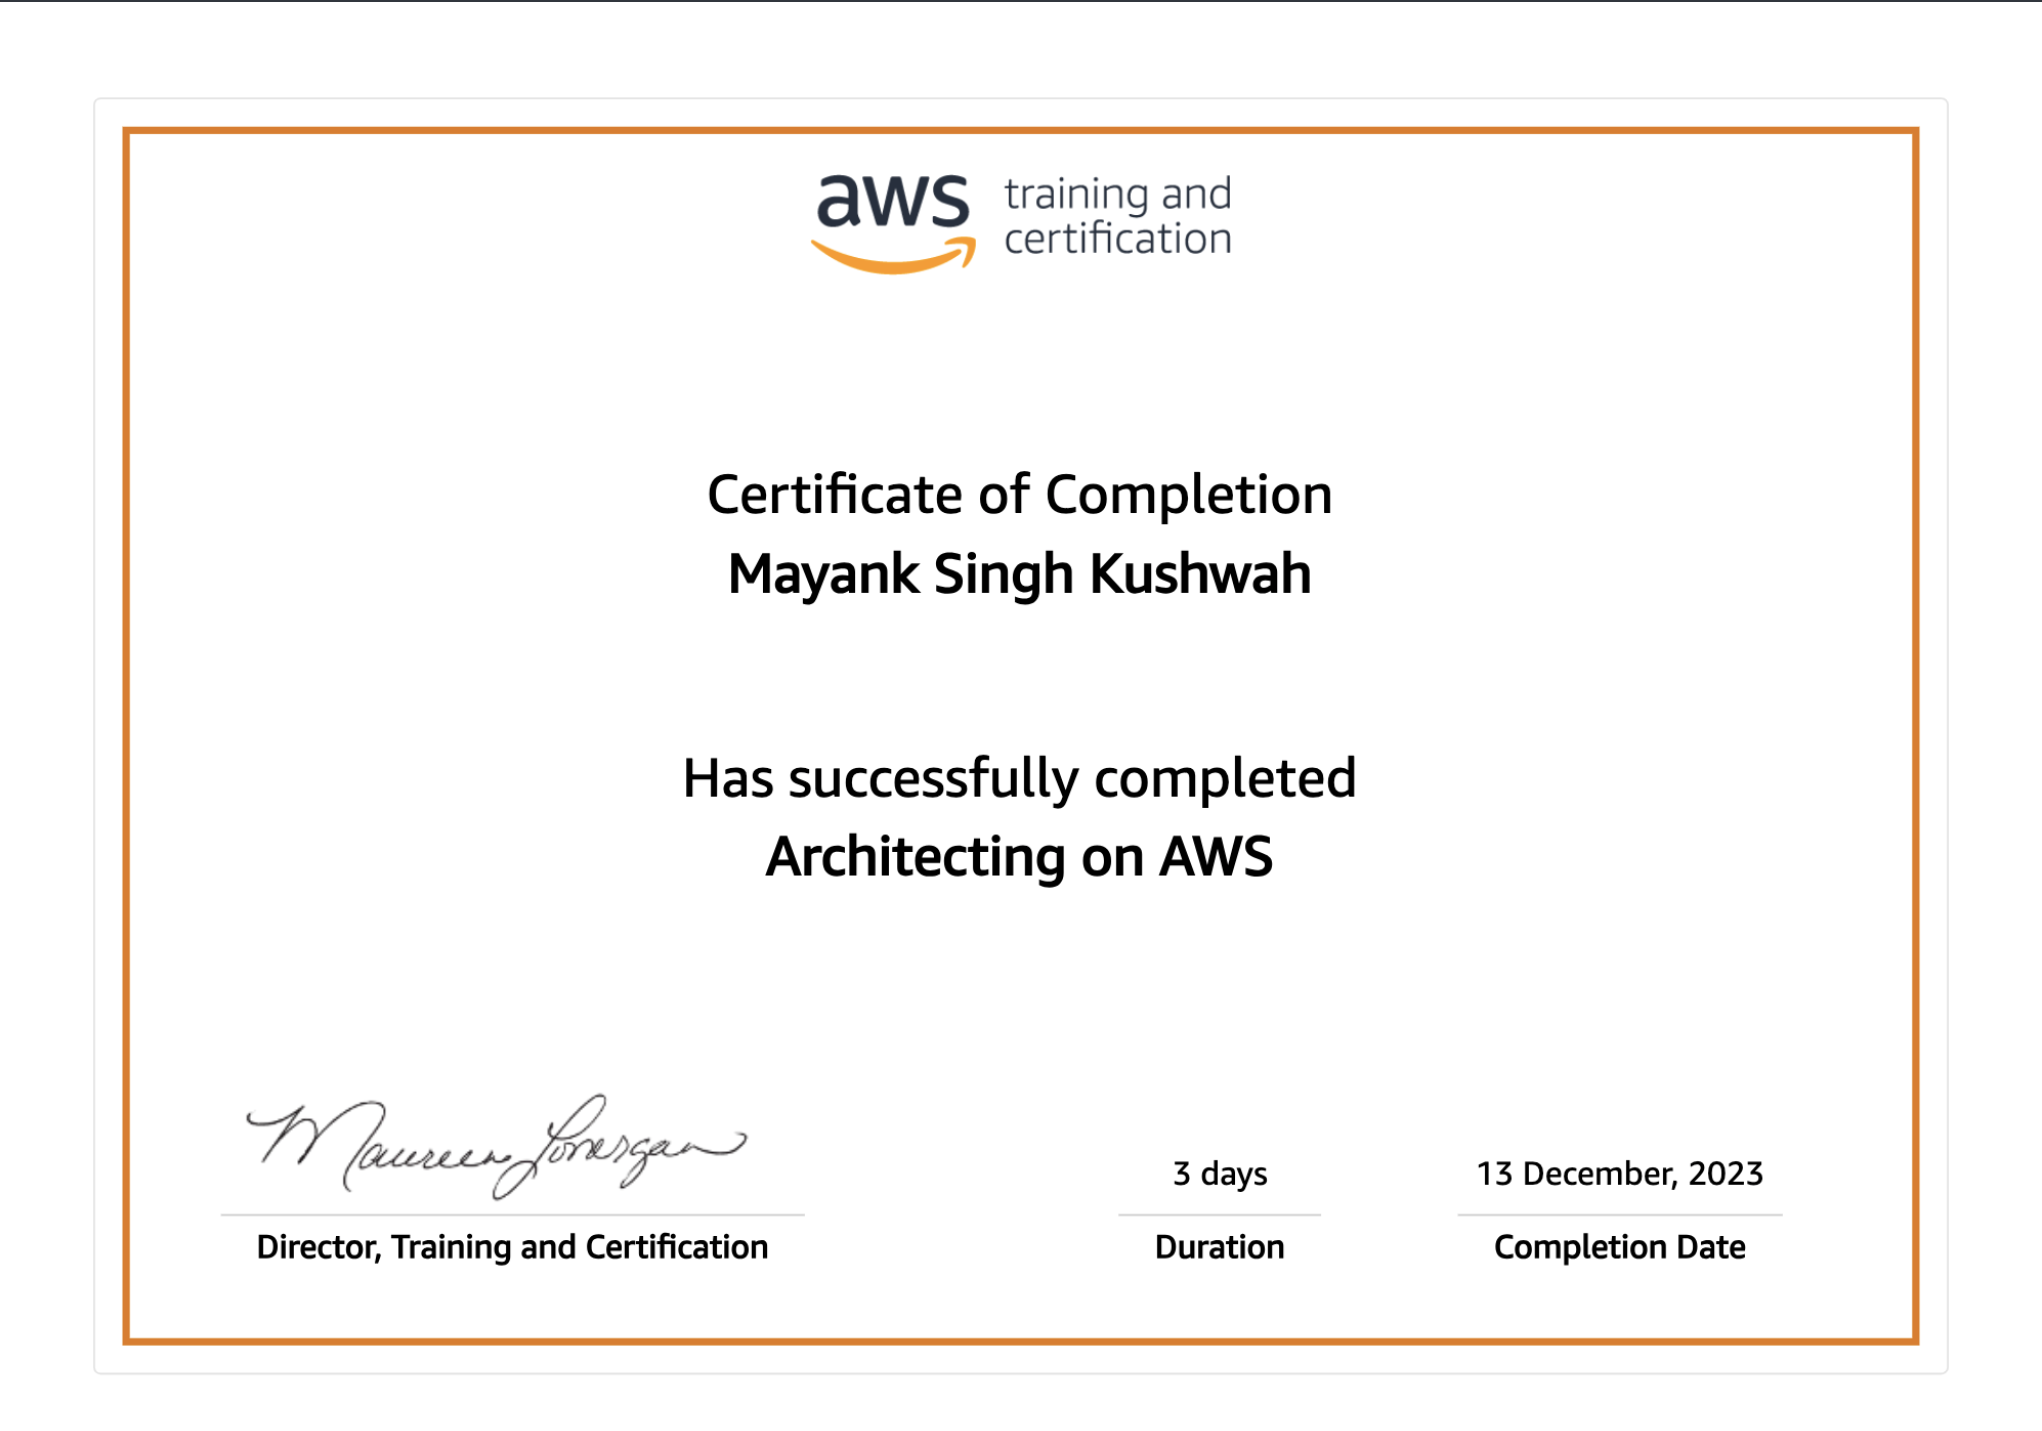 aws training and
certification
Certificate of Completion
Mayank Singh Kushwah
Has successfully completed
Architecting on AWS
Maureen Lonergan
Director, Training and Certification
3 days
Duration
13 December, 2023
Completion Date